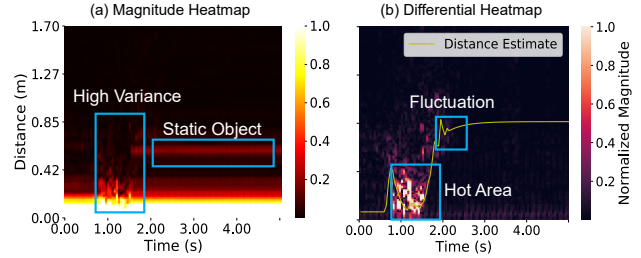 (a) Magnitude Heatmap
(b) Differential Heatmap
1.70
1.27
0.85
0.42
0.00
Distance (m)
High Variance
Static Object
0.00 1.00 2.00 3.00 4.00
Time (s)
1.0
0.8
0.6
0.4
0.2
Distance Estimate
Fluctuation
Hot Area
0.00 1.00 2.00 3.00 4.00
Time (s)
1.0
0.8
0.6
0.4
0.2
Normalized Magnitude